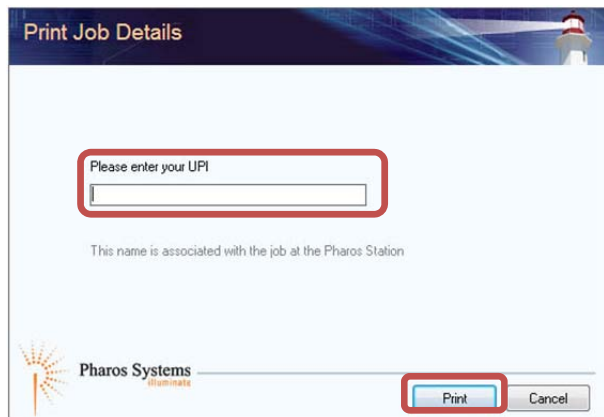 Print Job Details
Please enter your UPI
This name is associated with the job at the Pharos Station
Pharos Systems
illuminate
Print
Cancel